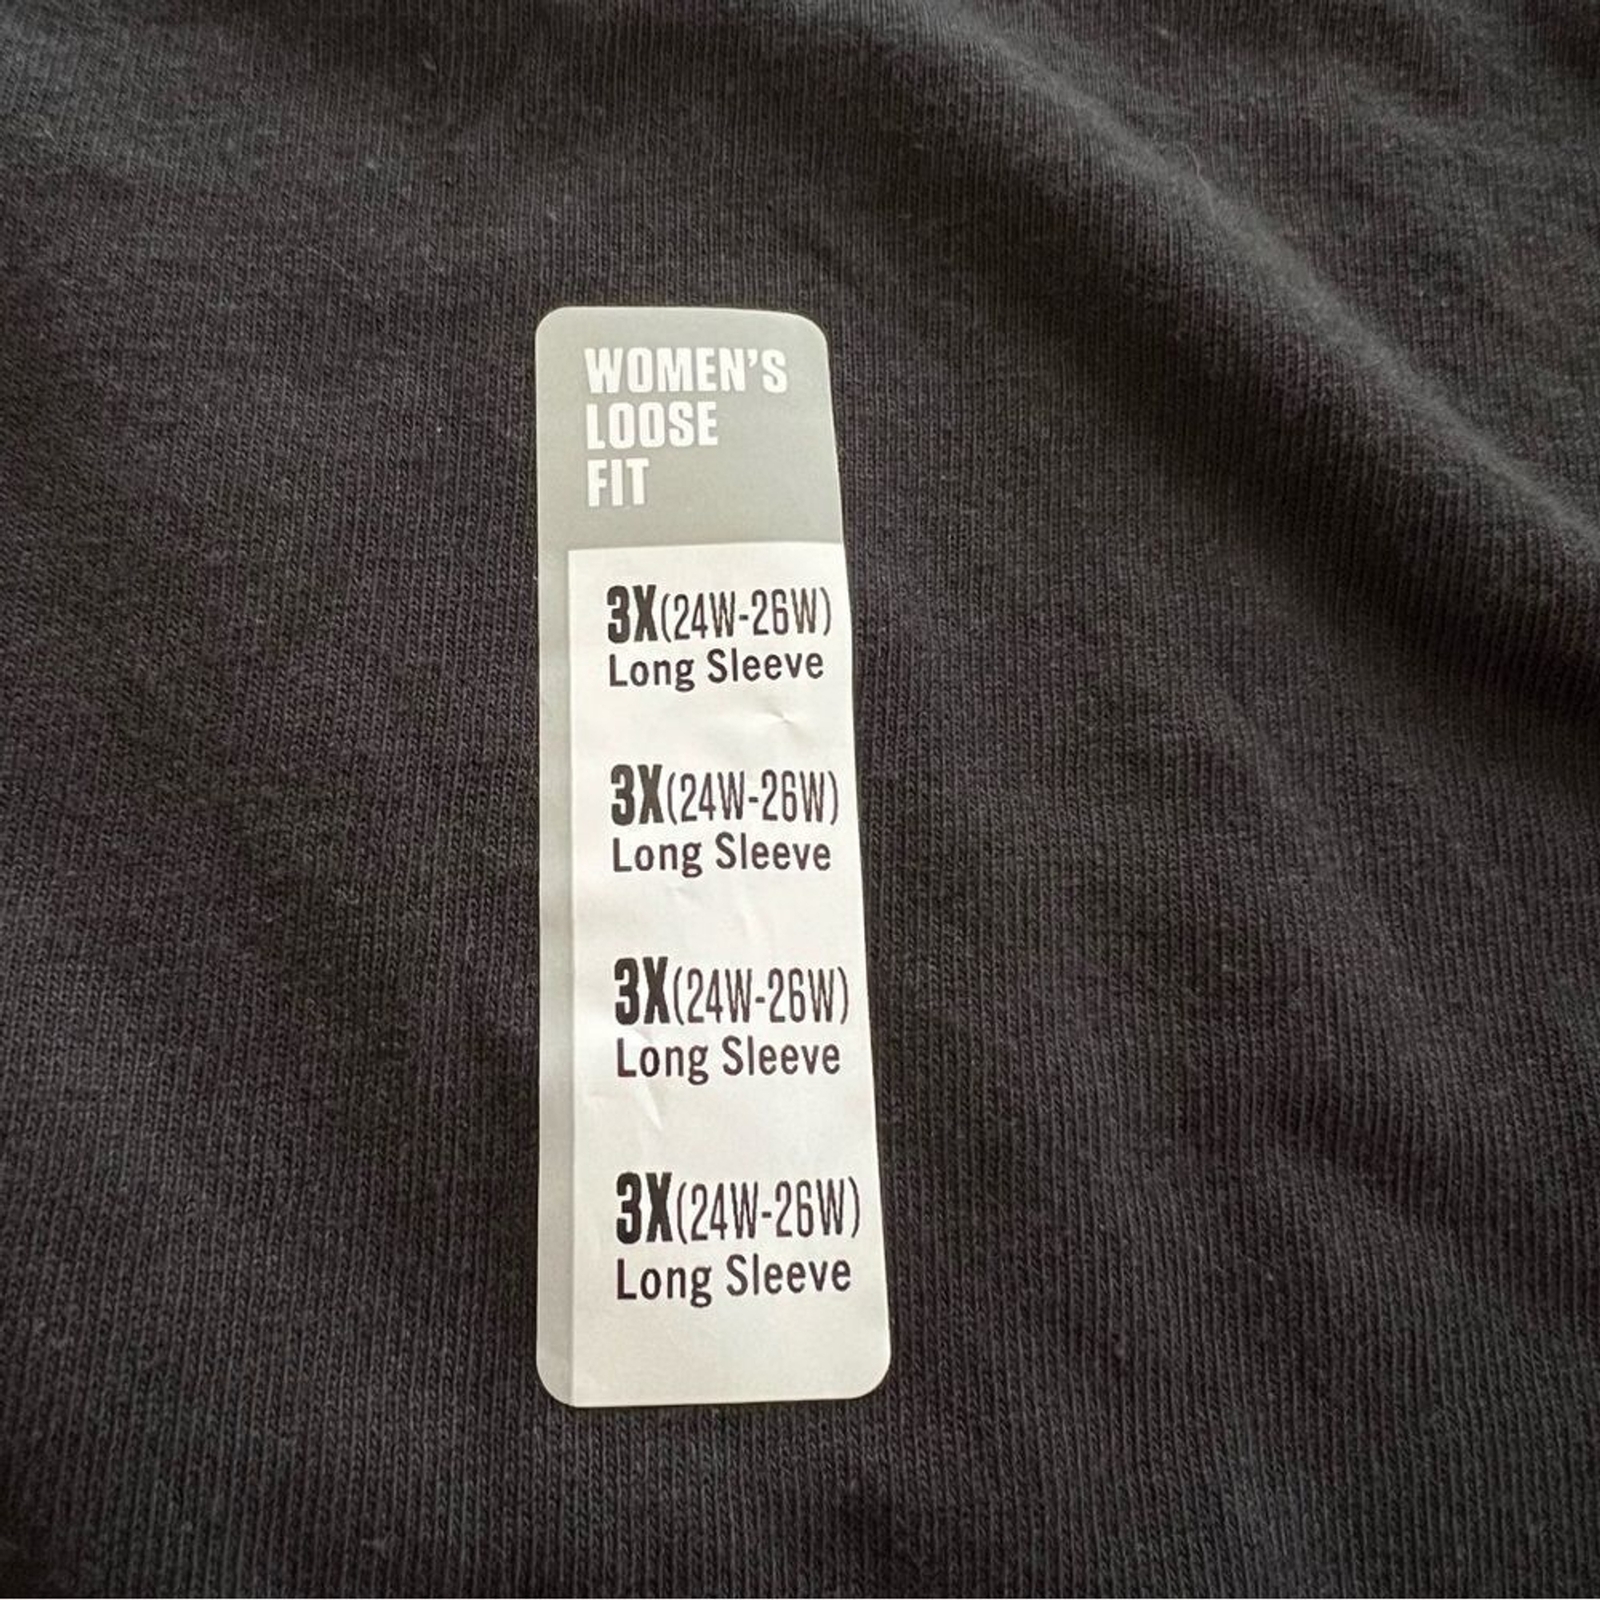 WOMEN'S
LOOSE
FIT
3X(24W-26W)
Long Sleeve
3X(24W-26W)
Long Sleeve
3X(24W-26W)
Long Sleeve
3X(24W-26W)
Long Sleeve